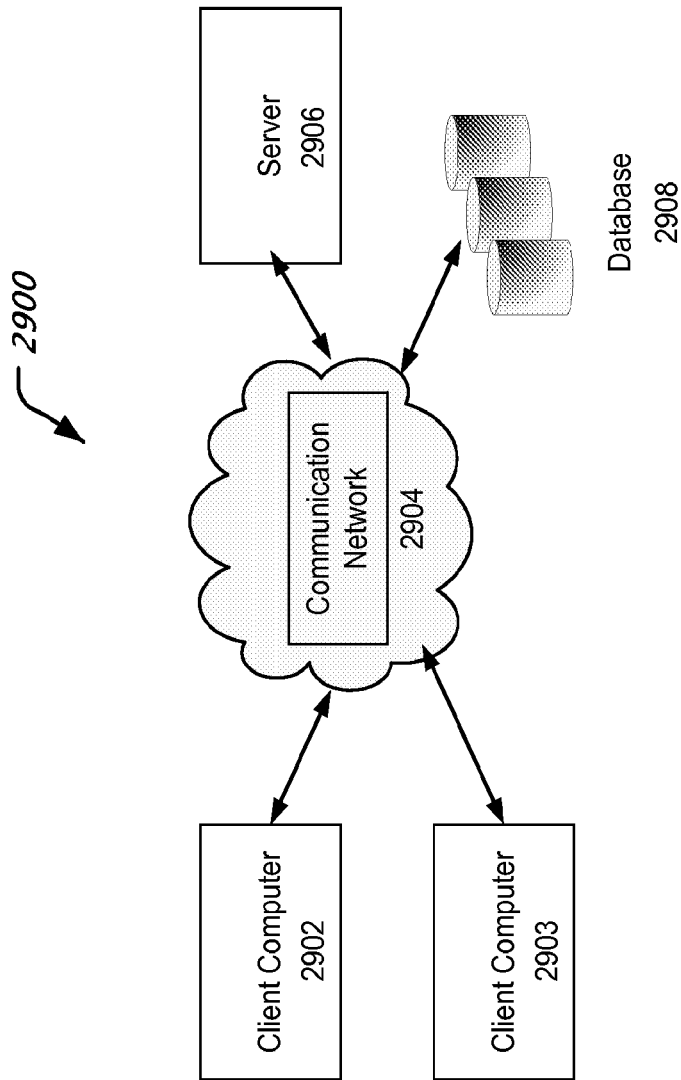 2900
Client Computer
2902
Client Computer
2903
Communication
Network
2904
Server
2906
Database
2908